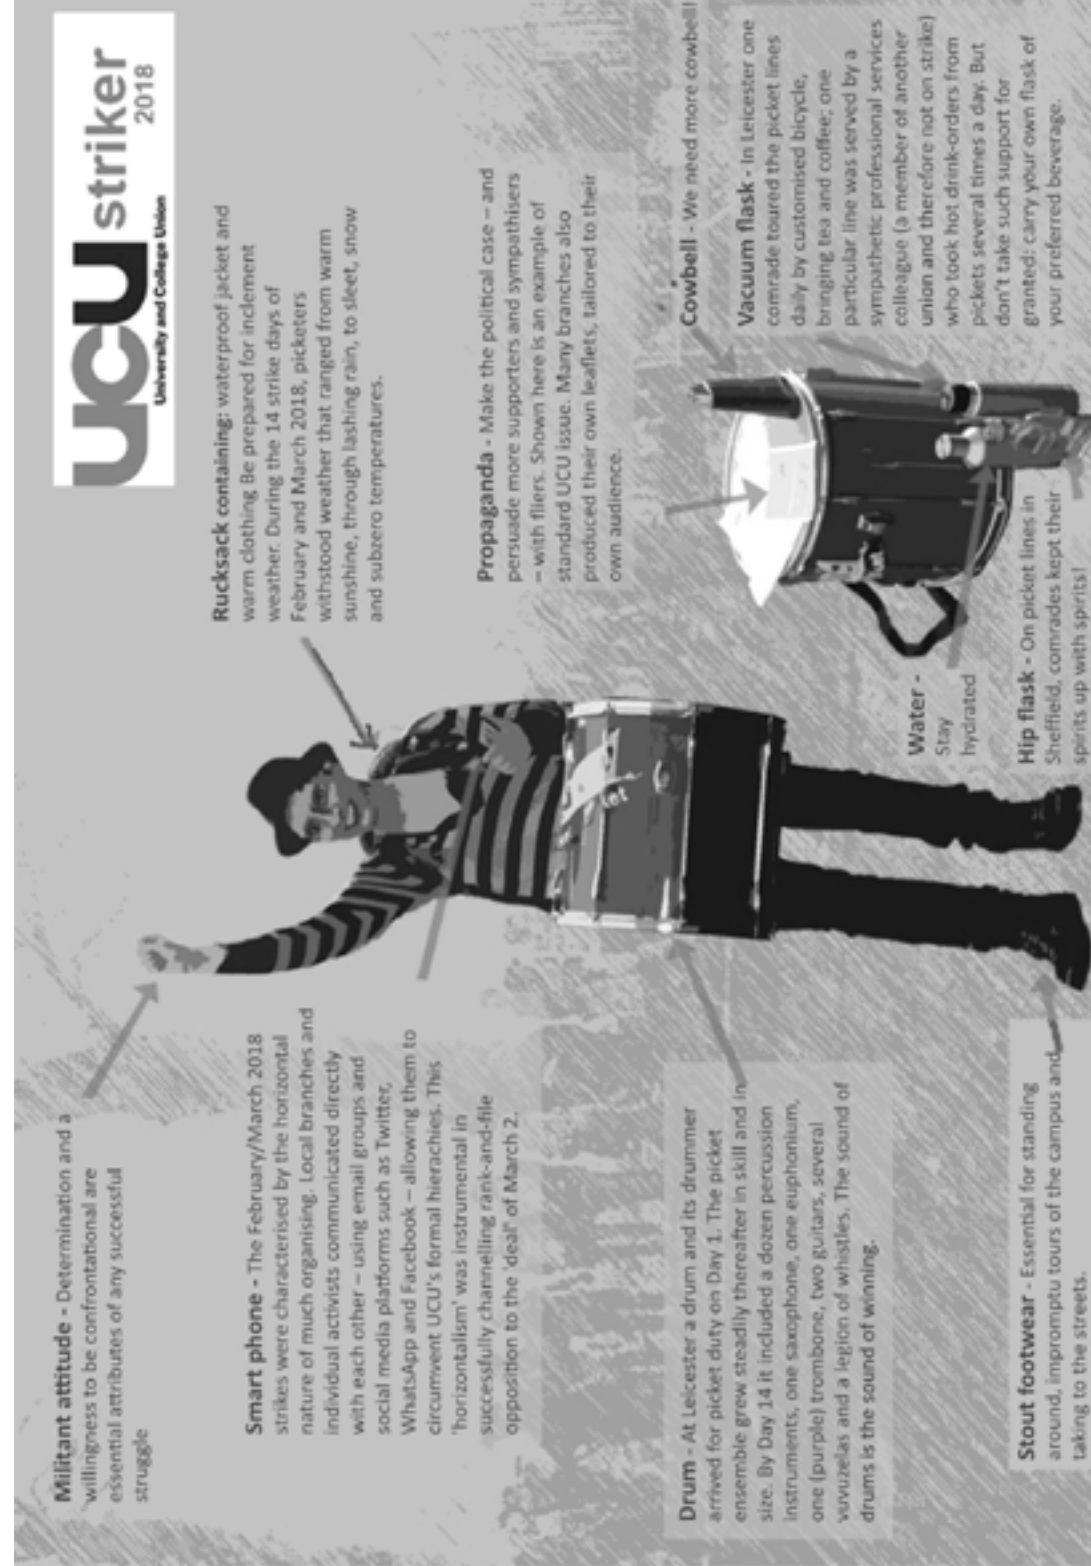 UCU striker
2018
University and College Union
Militant attitude - Determination and a
willingness to be confrontational are
essential attributes of any successful
struggle
Smart phone - The February/March 2018
strikes were characterised by the horizontal
nature of much organising. Local branches and
individual activists communicated directly
with each other – using email groups and
social media platforms such as Twitter,
WhatsApp and Facebook – allowing them to
circumvent UCU's formal hierachies. This
'horizontalism' was instrumental in
successfully channelling rank-and-file
opposition to the 'deal' of March 2.
Drum - At Leicester a drum and its drummer
arrived for picket duty on Day 1. The picket
ensemble grew steadily thereafter in skill and in
size. By Day 14 it included a dozen percussion
instruments, one saxophone, one euphonium,
one (purple) trombone, two guitars, several
vuvuzelas and a legion of whistles. The sound of
drums is the sound of winning.
Stout footwear - Essential for standing
around, impromptu tours of the campus and
taking to the streets.
Rucksack containing: waterproof jacket and
warm clothing Be prepared for inclement
weather. During the 14 strike days of
February and March 2018, picketers
withstood weather that ranged from warm
sunshine, through lashing rain, to sleet, snow
and subzero temperatures.
Propaganda - Make the political case – and
persuade more supporters and sympathisers
– with fliers. Shown here is an example of
standard UCU issue. Many branches also
produced their own leaflets, tailored to their
own audience.
Cowbell - We need more cowbell!
Vacuum flask - In Leicester one
comrade toured the picket lines
daily by customised bicycle,
bringing tea and coffee; one
particular line was served by a
sympathetic professional services
colleague (a member of another
union and therefore not on strike)
who took hot drink-orders from
pickets several times a day. But
don't take such support for
granted: carry your own flask of
your preferred beverage.
Water -
Stay
hydrated
Hip flask - On picket lines in
Sheffield, comrades kept their
spirits up with spirits!